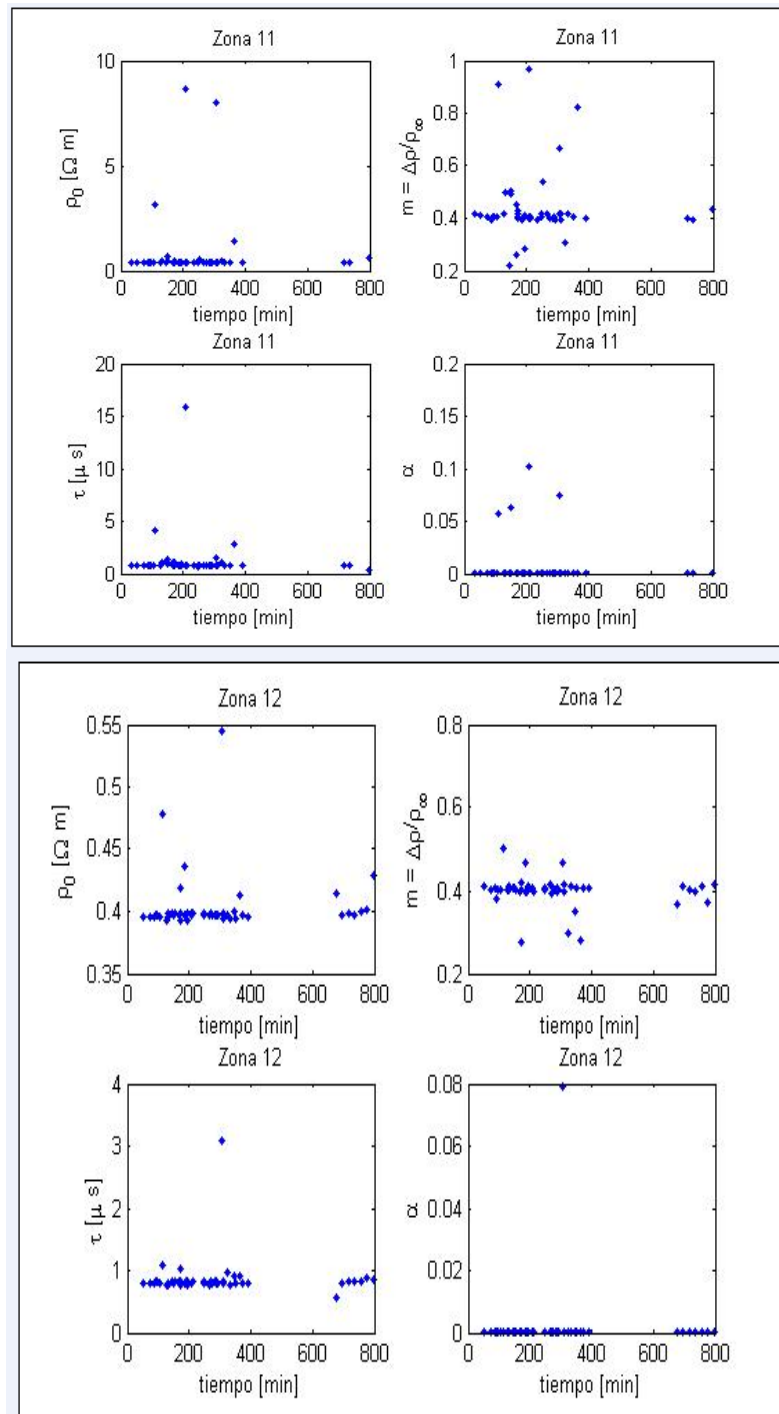 Zona 11
ρ0 [Ω m]
10
5
0
0 200 400 600 800
tiempo [min]
Zona 11
m = Δρ/ρ∞
1
0.8
0.6
0.4
0.2
0 200 400 600 800
tiempo [min]
Zona 11
τ [μ s]
20
15
10
5
0
0 200 400 600 800
tiempo [min]
Zona 11
α
0.2
0.15
0.1
0.05
0
0 200 400 600 800
tiempo [min]
Zona 12
ρ0 [Ω m]
0.55
0.5
0.45
0.4
0.35
0 200 400 600 800
tiempo [min]
Zona 12
m = Δρ/ρ∞
0.8
0.6
0.4
0.2
0 200 400 600 800
tiempo [min]
Zona 12
τ [μ s]
4
3
2
1
0
0 200 400 600 800
tiempo [min]
Zona 12
α
0.08
0.06
0.04
0.02
0
0 200 400 600 800
tiempo [min]